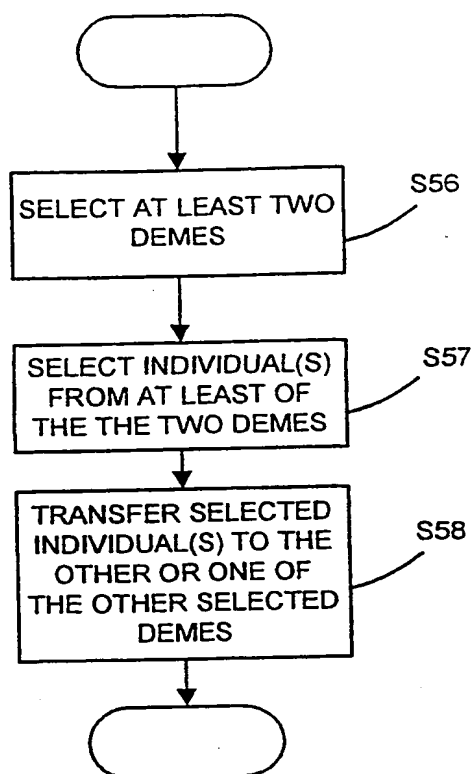 SELECT AT LEAST TWO
DEMES
S56
SELECT INDIVIDUAL(S)
FROM AT LEAST OF
THE THE TWO DEMES
S57
TRANSFER SELECTED
INDIVIDUAL(S) TO THE
OTHER OR ONE OF
THE OTHER SELECTED
DEMES
S58